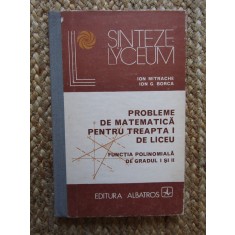 SINTEZE
LYCEUM
ION MITRACHE
ION G. BORCA
PROBLEME
DE MATEMATICĂ
PENTRU TREAPTA I
DE LICEU
FUNCȚIA POLINOMIALĂ
DE GRADUL I ȘI II
EDITURA ALBATROS